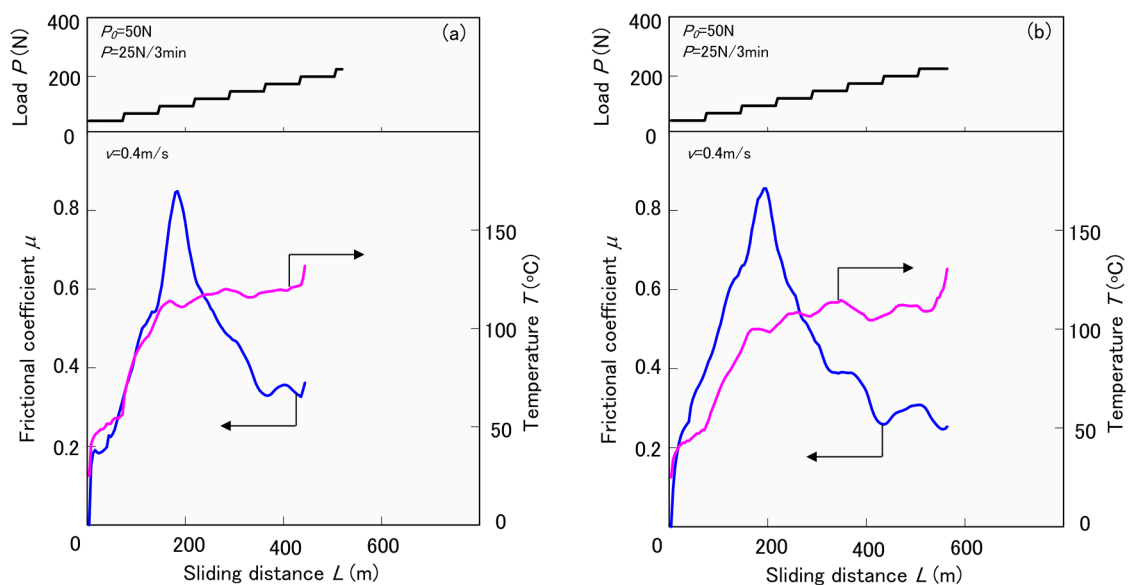 400
200
0
Load P (N)
P₀=50N
P=25N/3min
(a)
v=0.4m/s
0.8
0.6
0.4
0.2
0
Frictional coefficient μ
150
100
50
0
Temperature T (°C)
200
400
600
Sliding distance L (m)
400
200
0
Load P (N)
P₀=50N
P=25N/3min
(b)
v=0.4m/s
0.8
0.6
0.4
0.2
0
Frictional coefficient μ
150
100
50
0
Temperature T (°C)
200
400
600
Sliding distance L (m)